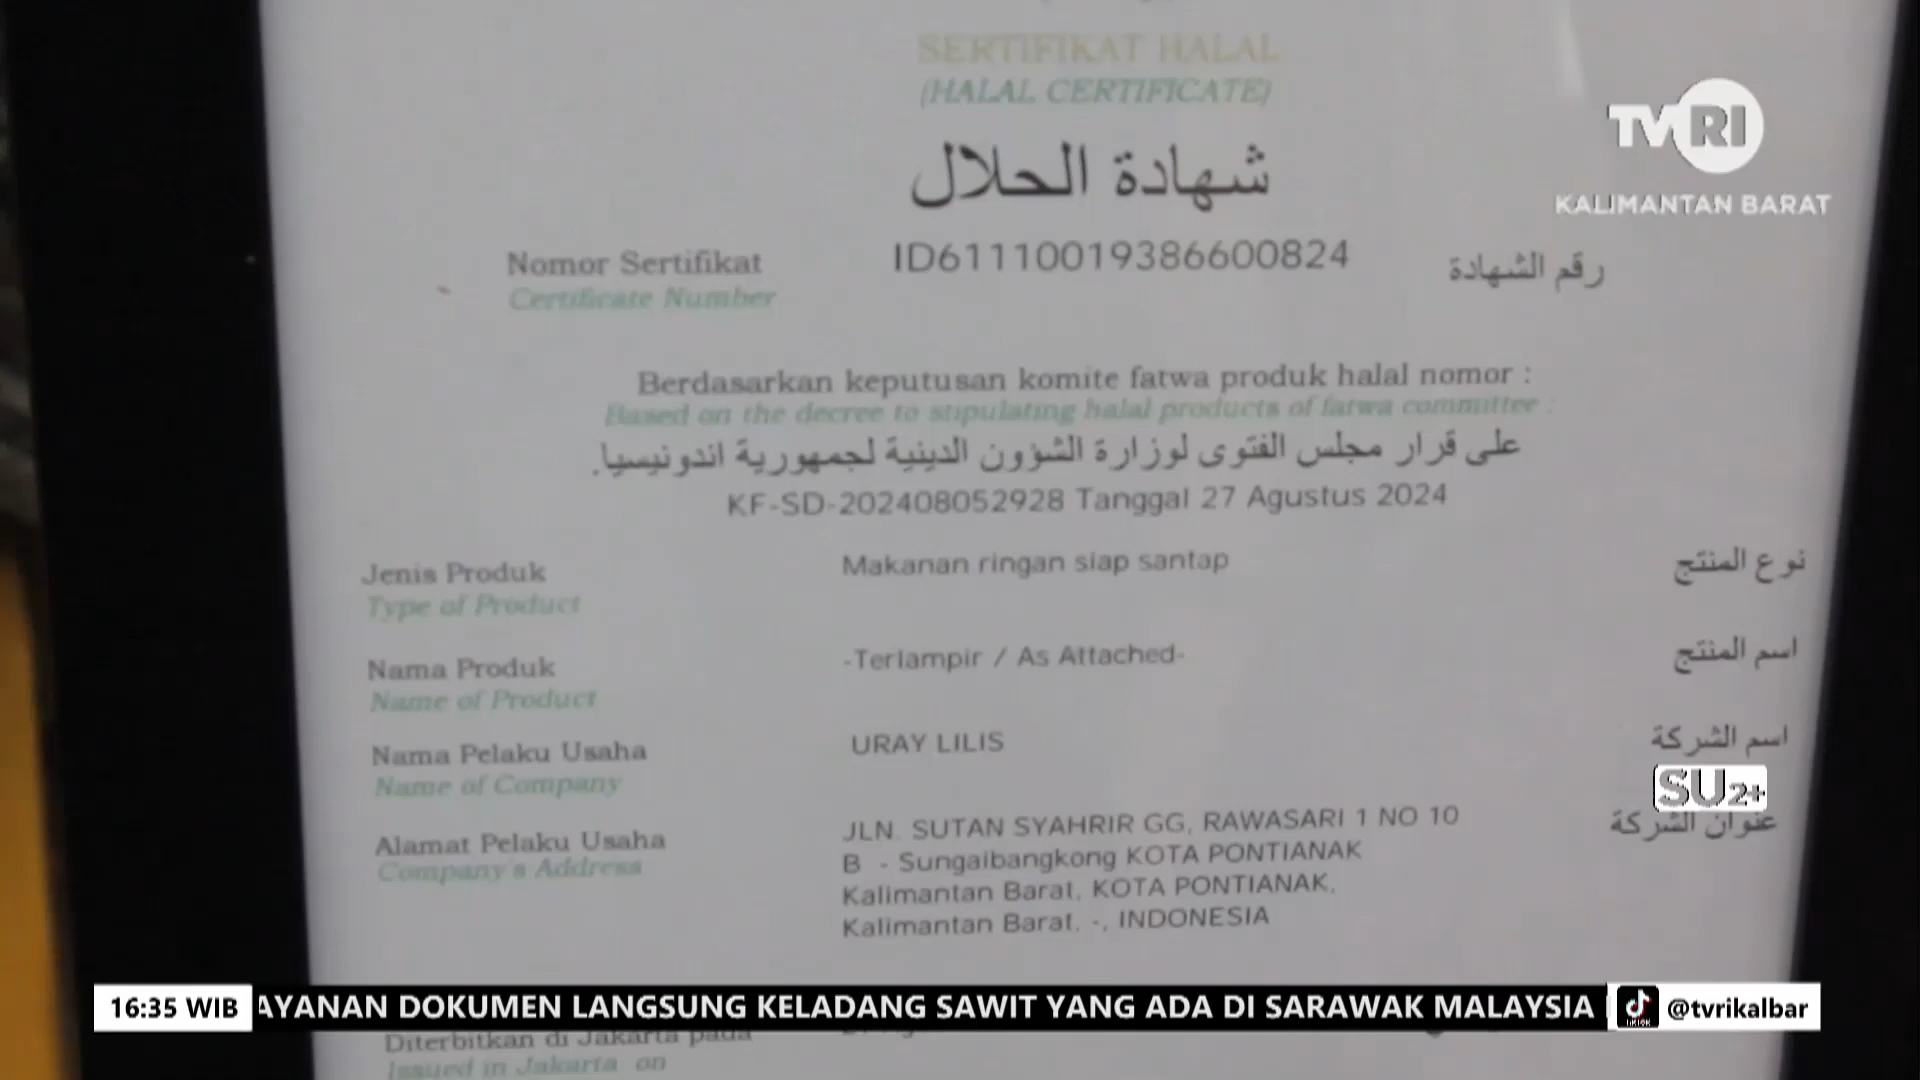 SERTIFIKAT HALAL
(HALAL CERTIFICATE)
شهادة الحلال
TVRI
KALIMANTAN BARAT
Nomor Sertifikat ID61110019386600824 رقم الشهادة
Certificate Number
Berdasarkan keputusan komite fatwa produk halal nomor :
Based on the decree to stipulating halal products of fatwa committee :
على قرار مجلس الفتوى لوزارة الشؤون الدينية لجمهورية اندونيسيا.
KF-SD-202408052928 Tanggal 27 Agustus 2024
Jenis Produk Makanan ringan siap santap نوع المنتج
Type of Product
Nama Produk -Terlampir / As Attached- اسم المنتج
Name of Product
Nama Pelaku Usaha URAY LILIS اسم الشركة
Name of Company
SU2+
Alamat Pelaku Usaha JLN. SUTAN SYAHRIR GG, RAWASARI 1 NO 10 عنوان الشركة
Company's Address B - Sungaibangkong KOTA PONTIANAK
Kalimantan Barat, KOTA PONTIANAK,
Kalimantan Barat, -, INDONESIA
16:35 WIB AYANAN DOKUMEN LANGSUNG KELADANG SAWIT YANG ADA DI SARAWAK MALAYSIA @tvrikalbar
Diterbitkan di Jakarta pada
Issued in Jakarta on